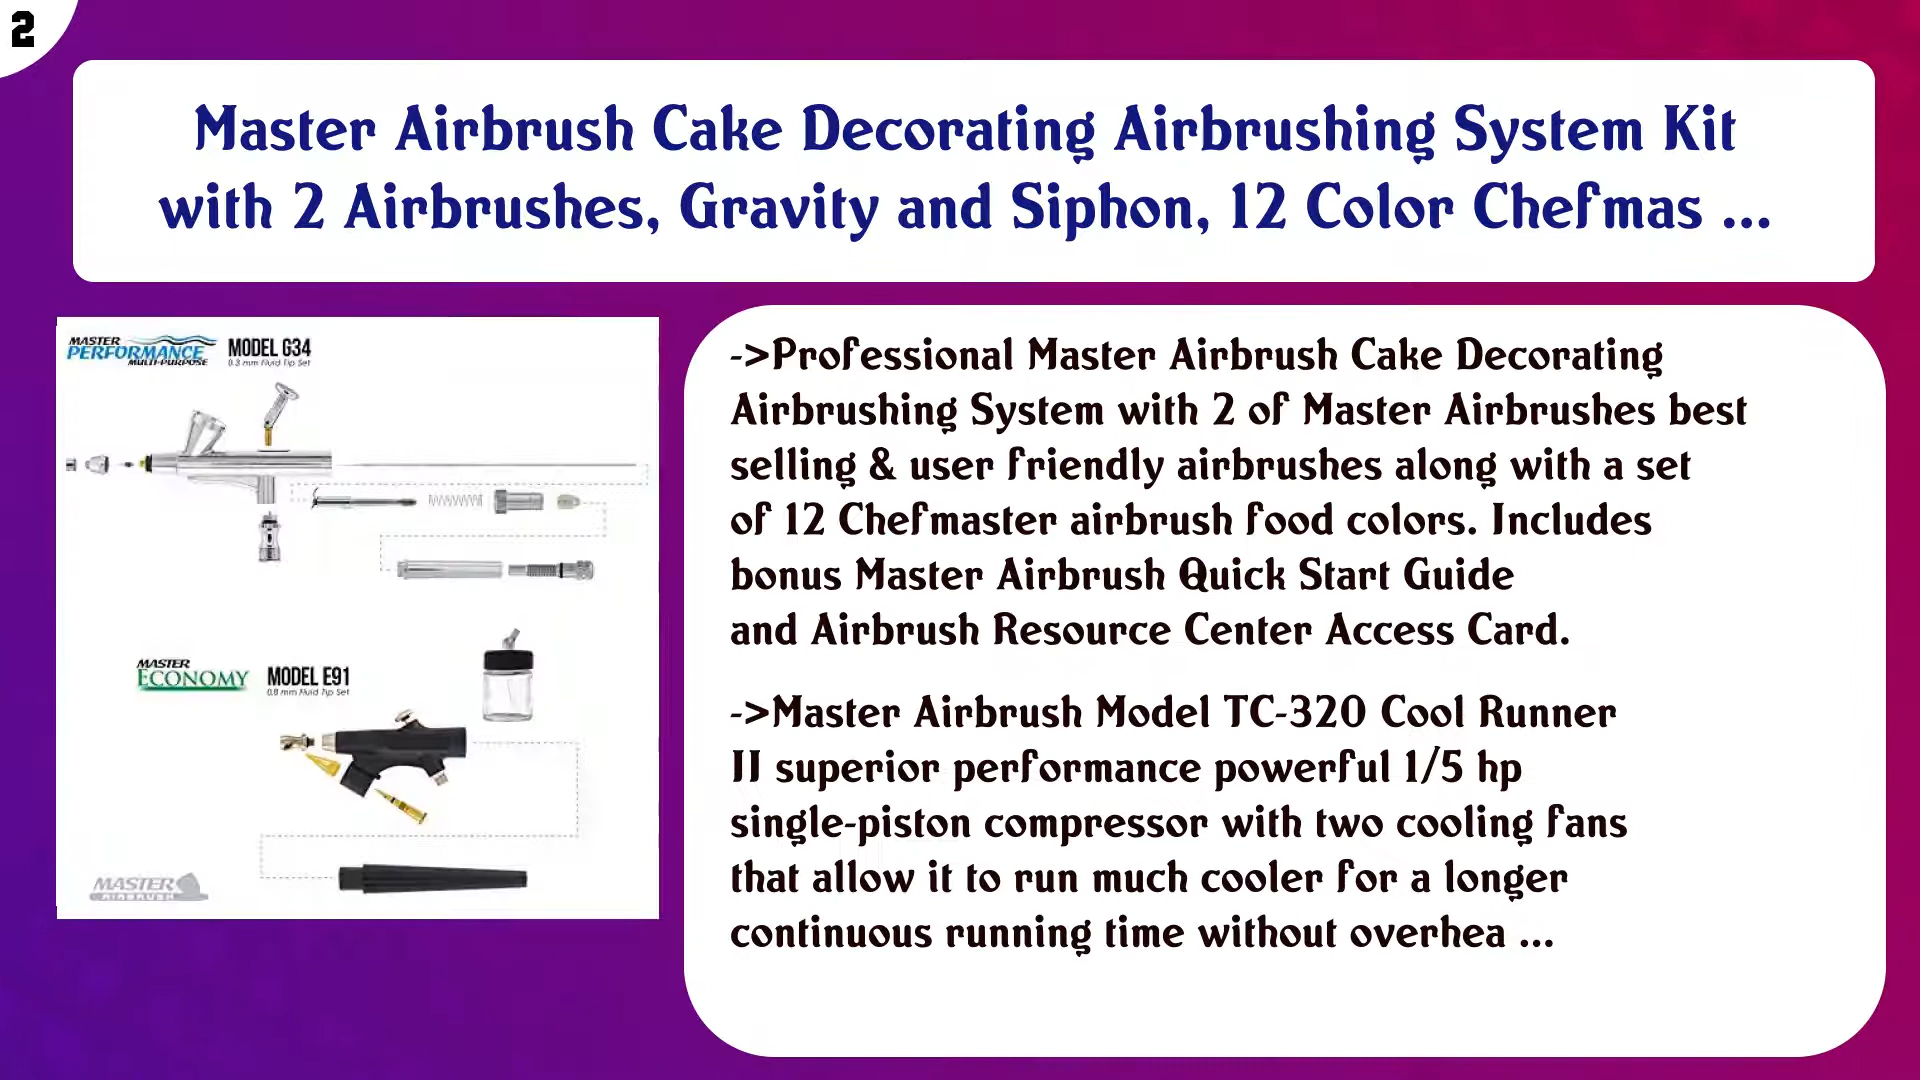 2
Master Airbrush Cake Decorating Airbrushing System Kit
with 2 Airbrushes, Gravity and Siphon, 12 Color Chefmas ...
MASTER
PERFORMANCE
MULTI-PURPOSE
MODEL G34
0.3 mm Fluid Tip Set
MASTER
ECONOMY
MODEL E91
0.8 mm Fluid Tip Set
MASTER
AIRBRUSH
->Professional Master Airbrush Cake Decorating
Airbrushing System with 2 of Master Airbrushes best
selling & user friendly airbrushes along with a set
of 12 Chefmaster airbrush food colors. Includes
bonus Master Airbrush Quick Start Guide
and Airbrush Resource Center Access Card.
->Master Airbrush Model TC-320 Cool Runner
II superior performance powerful 1/5 hp
single-piston compressor with two cooling fans
that allow it to run much cooler for a longer
continuous running time without overhea ...